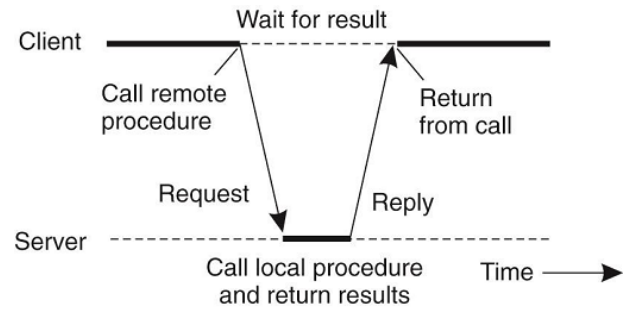 Wait for result
Client
Call remote
procedure
Return
from call
Request
Reply
Server
Call local procedure
and return results
Time